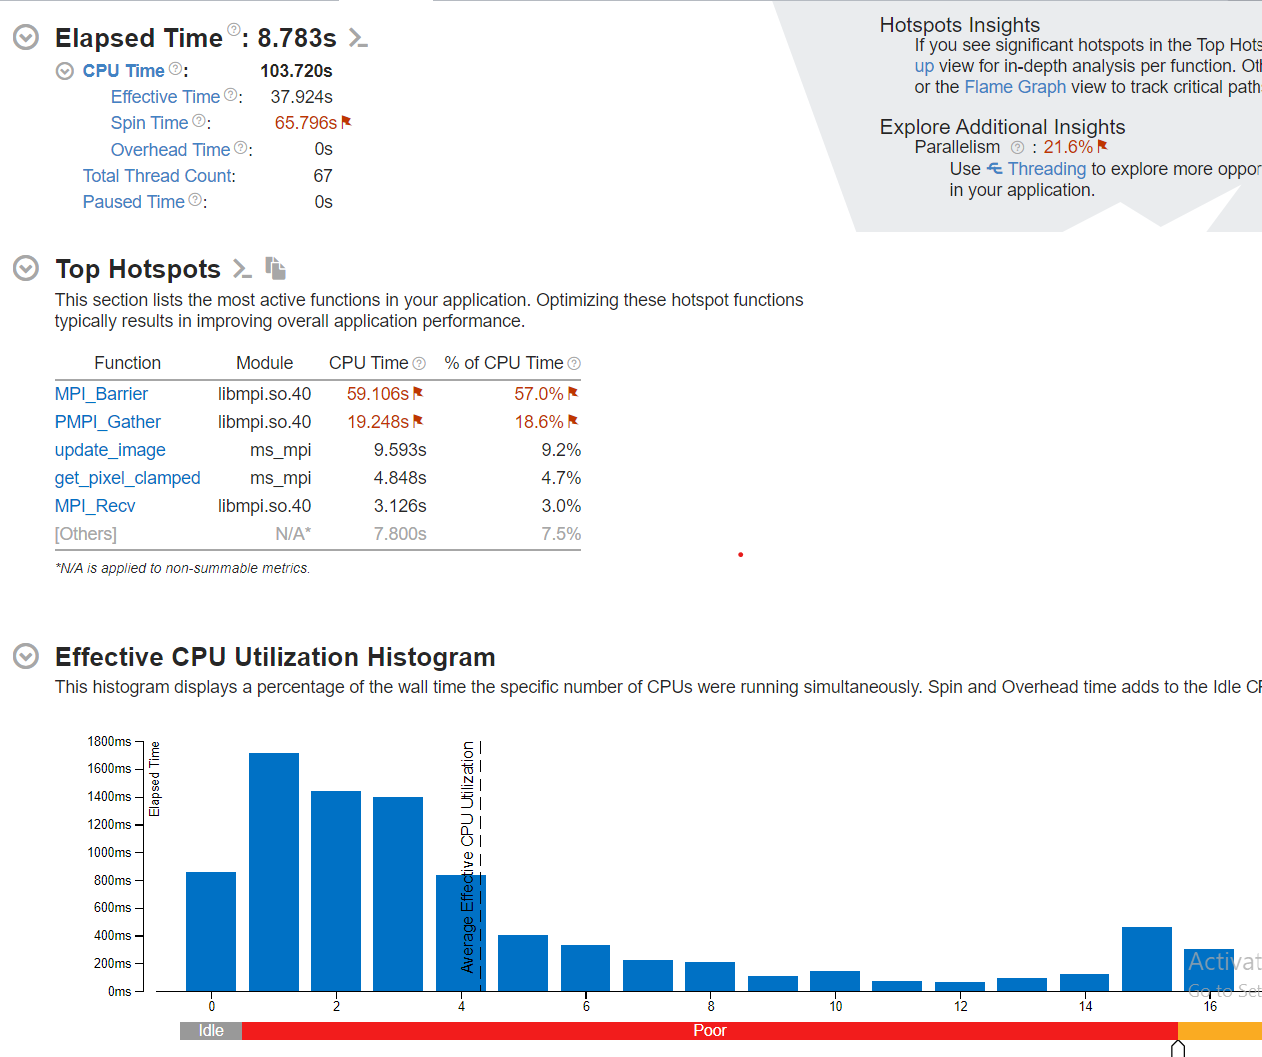 Elapsed Time ? : 8.783s
CPU Time ? : 103.720s
Effective Time ? : 37.924s
Spin Time ? : 65.796s
Overhead Time ? : 0s
Total Thread Count: 67
Paused Time ? : 0s
Hotspots Insights
If you see significant hotspots in the Top Hots
up view for in-depth analysis per function. Ot
or the Flame Graph view to track critical path
Explore Additional Insights
Parallelism ? : 21.6%
Use Threading to explore more oppor
in your application.
Top Hotspots
This section lists the most active functions in your application. Optimizing these hotspot functions
typically results in improving overall application performance.
Function Module CPU Time ? % of CPU Time ?
MPI_Barrier libmpi.so.40 59.106s 57.0%
PMPI_Gather libmpi.so.40 19.248s 18.6%
update_image ms_mpi 9.593s 9.2%
get_pixel_clamped ms_mpi 4.848s 4.7%
MPI_Recv libmpi.so.40 3.126s 3.0%
[Others] N/A* 7.800s 7.5%
*N/A is applied to non-summable metrics.
Effective CPU Utilization Histogram
This histogram displays a percentage of the wall time the specific number of CPUs were running simultaneously. Spin and Overhead time adds to the Idle CP
1800ms
1600ms
1400ms
1200ms
1000ms
800ms
600ms
400ms
200ms
0ms
Elapsed Time
Average Effective CPU Utilization
0 2 4 6 8 10 12 14 16
Idle Poor
Activat
Go to Set